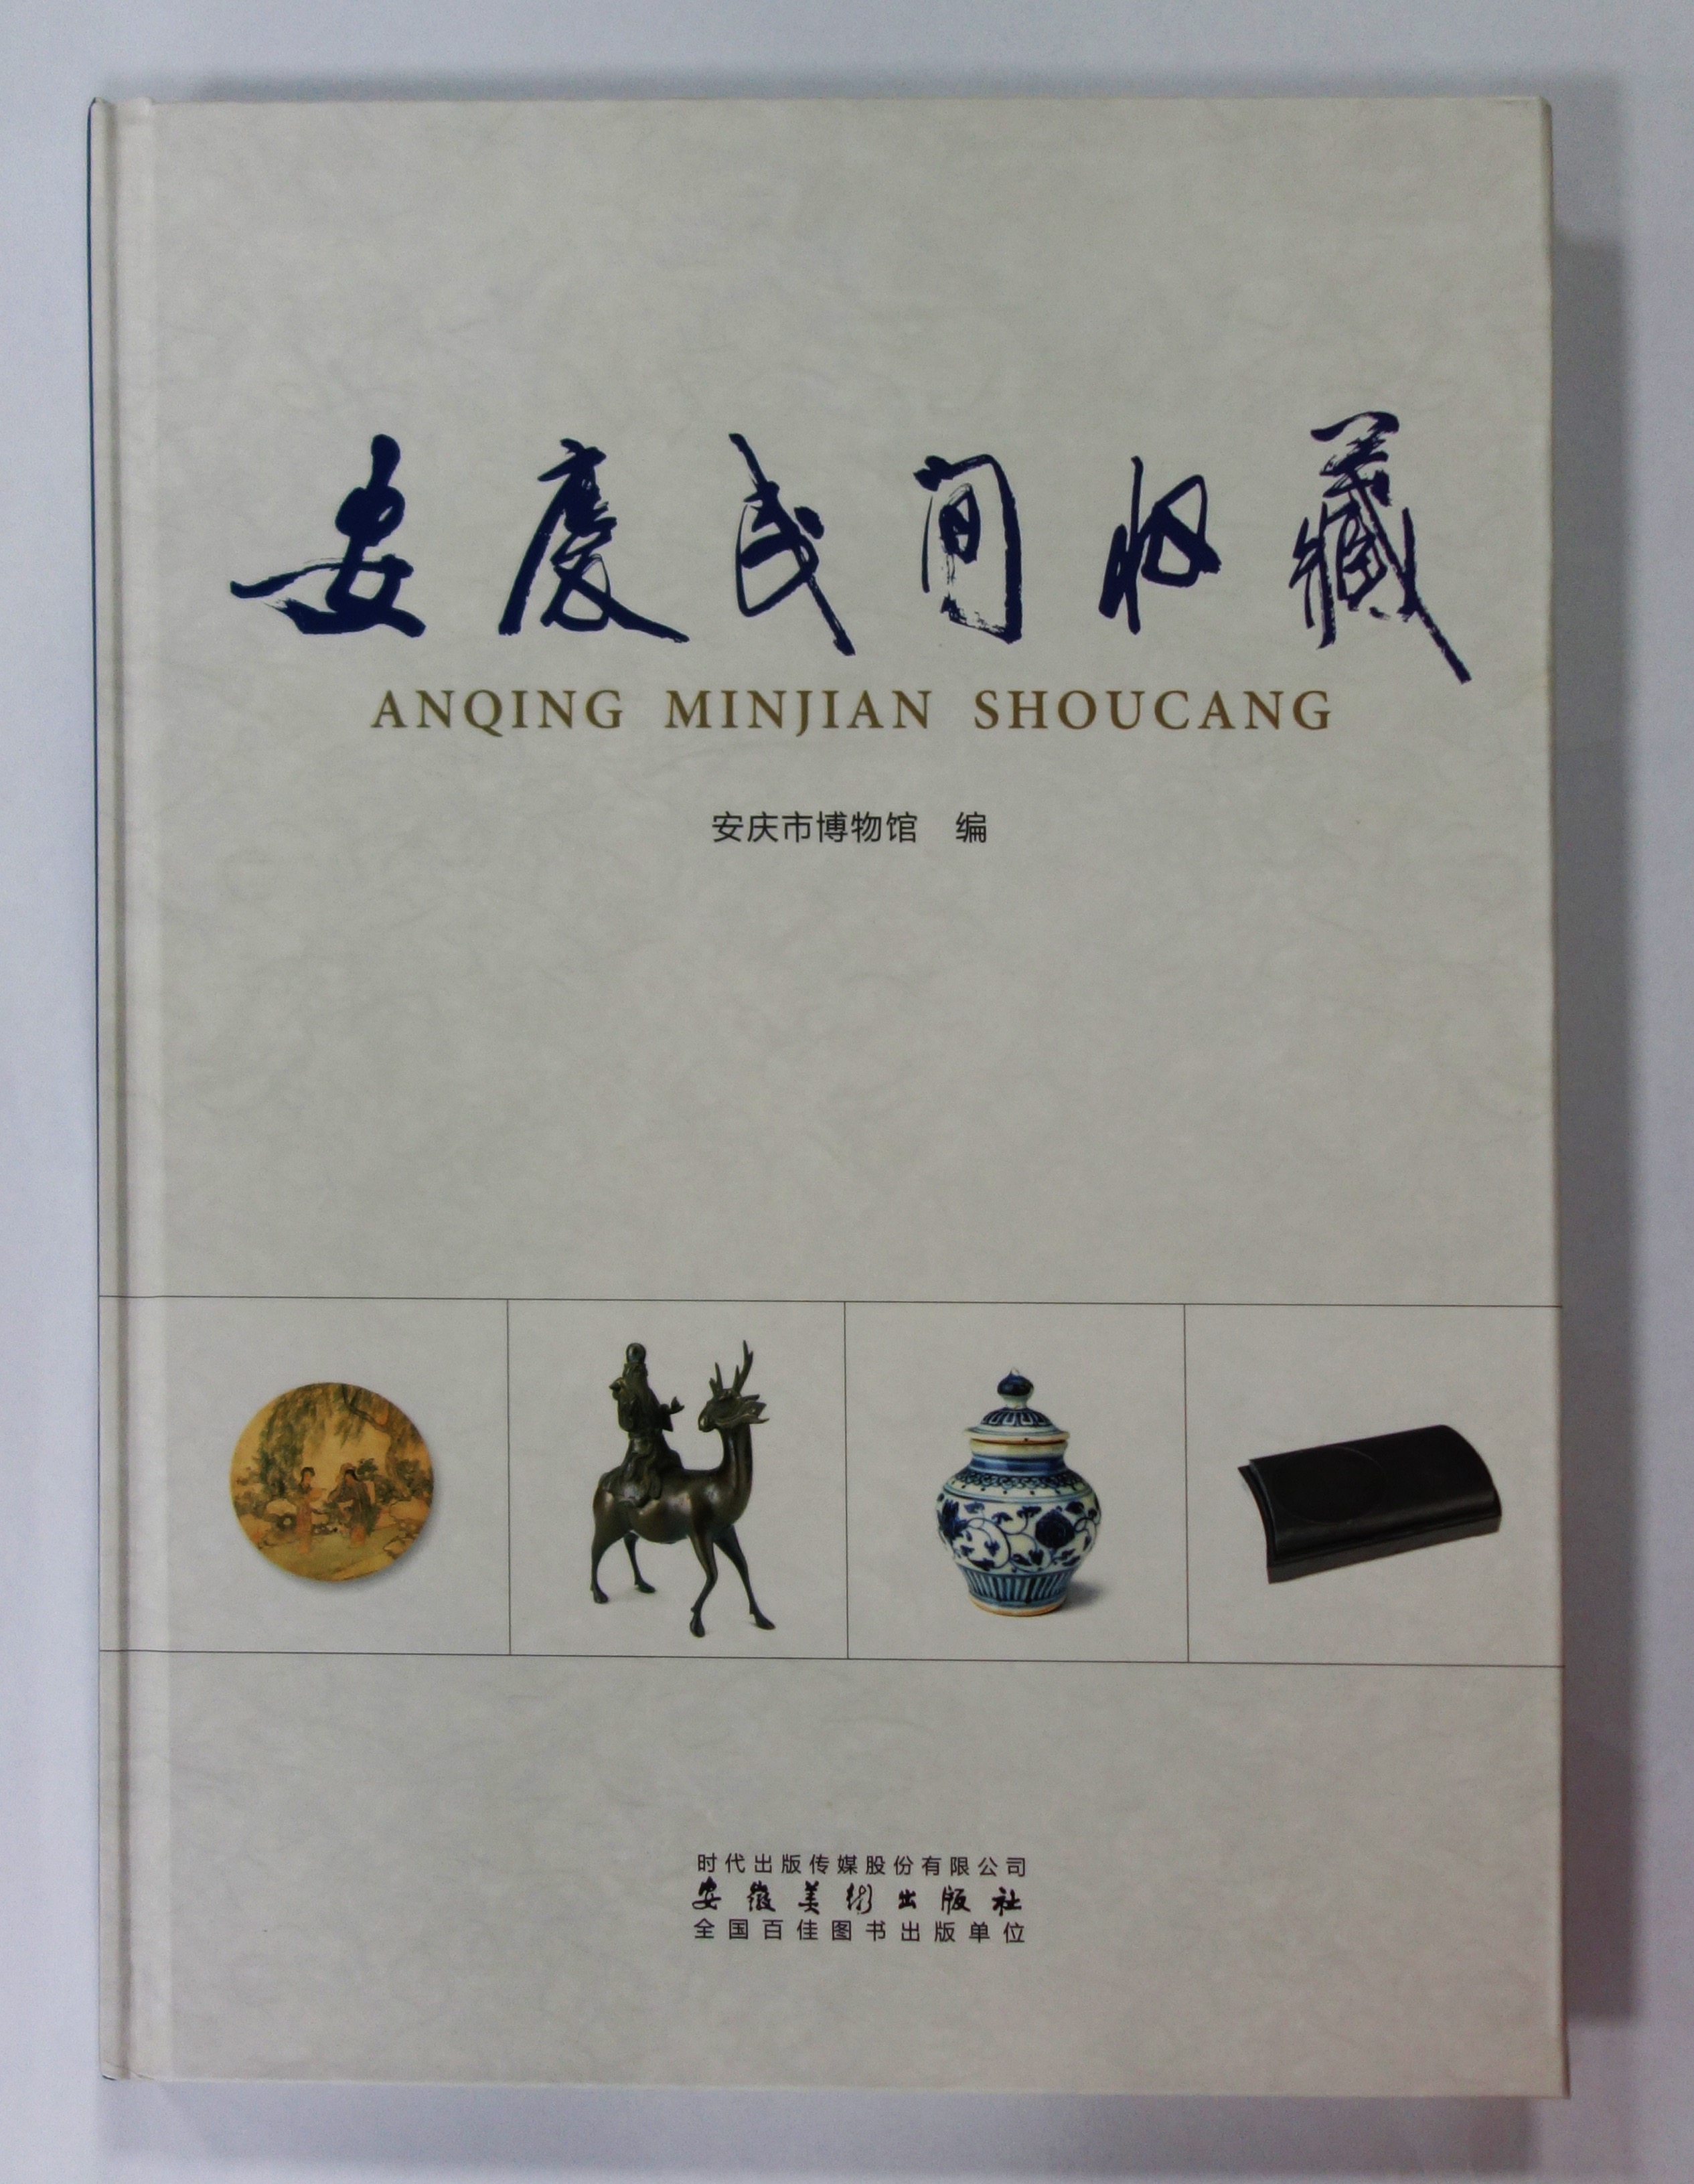 安慶民间收藏
ANQING MINJIAN SHOUCANG
安庆市博物馆 编
时代出版传媒股份有限公司
安徽美術出版社
全国百佳图书出版单位